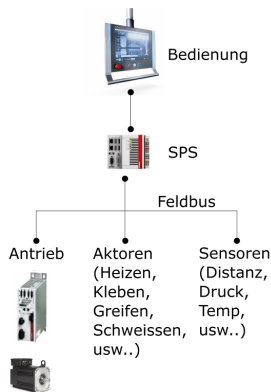 Bedienung
SPS
Feldbus
Antrieb
Aktoren
(Heizen,
Kleben,
Greifen,
Schweissen,
usw..)
Sensoren
(Distanz,
Druck,
Temp,
usw..)